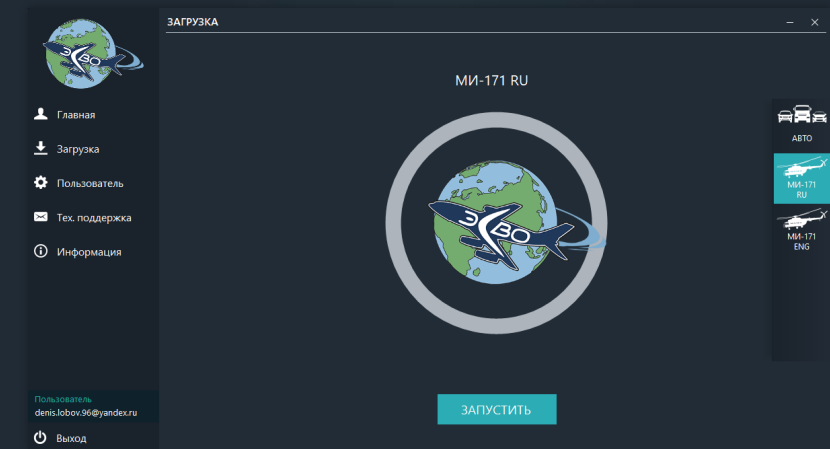 ЗАГРУЗКА
ЭВО
Главная
Загрузка
Пользователь
Тех. поддержка
Информация
Пользователь
denis.lobov.96@yandex.ru
Выход
МИ-171 RU
ЭВО
ЗАПУСТИТЬ
АВТО
МИ-171
RU
МИ-171
ENG